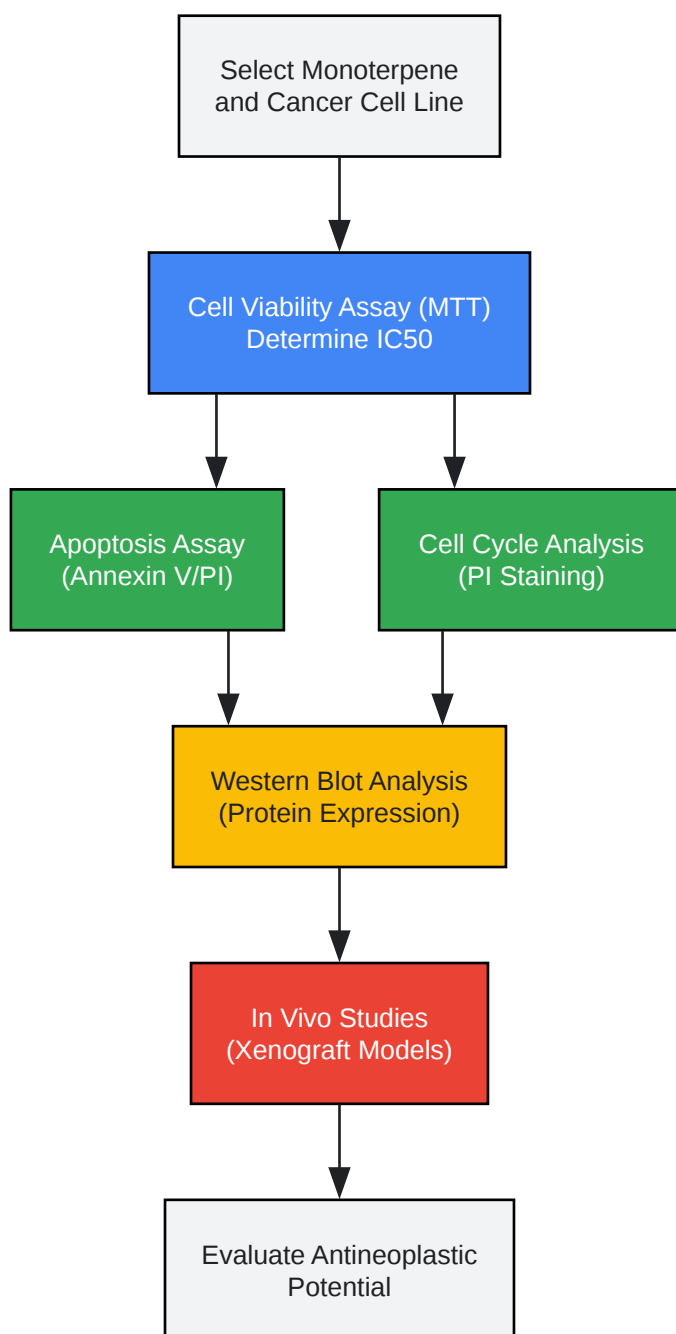 Select Monoterpene
and Cancer Cell Line
Cell Viability Assay (MTT)
Determine IC50
Apoptosis Assay
(Annexin V/PI)
Cell Cycle Analysis
(PI Staining)
Western Blot Analysis
(Protein Expression)
In Vivo Studies
(Xenograft Models)
Evaluate Antineoplastic
Potential